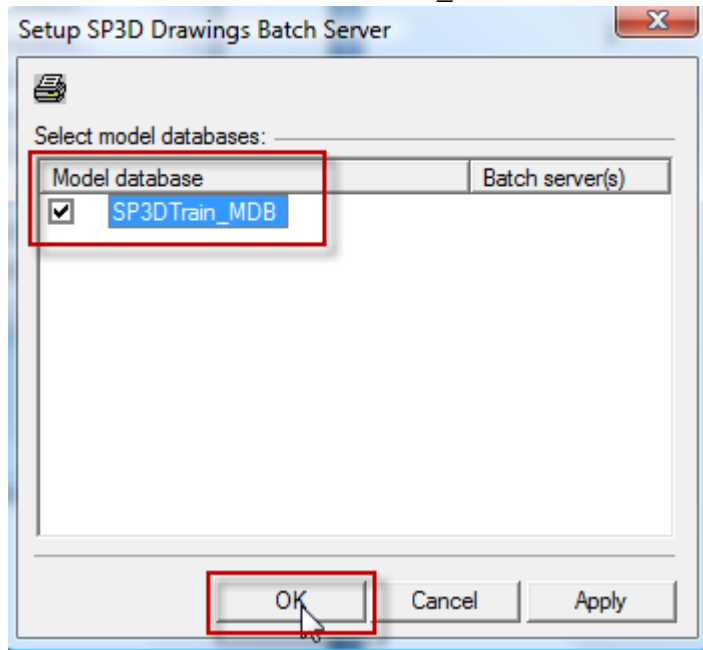 Setup SP3D Drawings Batch Server
Select model databases:
Model database Batch server(s)
SP3DTrain_MDB
OK Cancel Apply